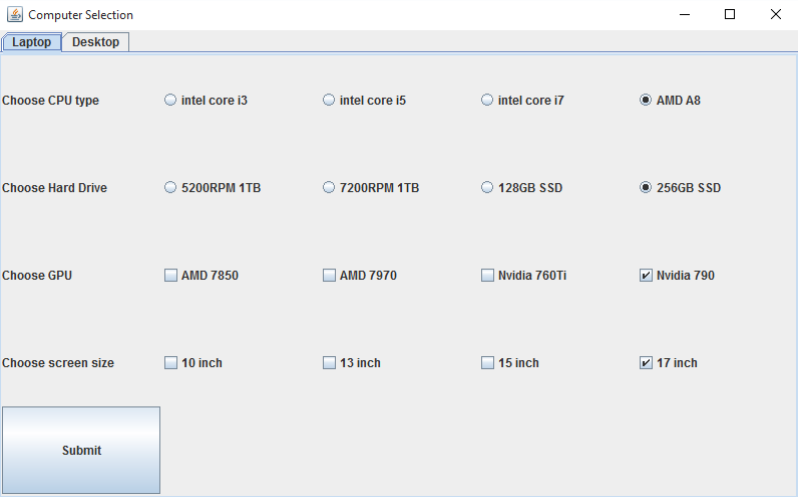 Computer Selection
Laptop Desktop
Choose CPU type intel core i3 intel core i5 intel core i7 AMD A8
Choose Hard Drive 5200RPM 1TB 7200RPM 1TB 128GB SSD 256GB SSD
Choose GPU AMD 7850 AMD 7970 Nvidia 760Ti Nvidia 790
Choose screen size 10 inch 13 inch 15 inch 17 inch
Submit